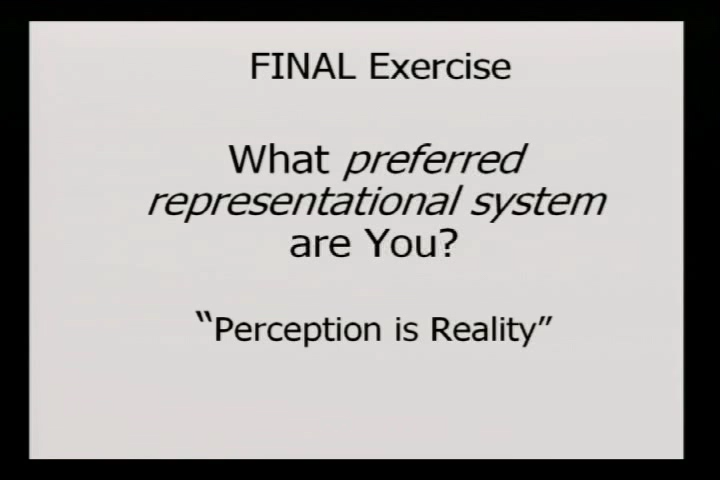 FINAL Exercise
What preferred
representational system
are You?
“Perception is Reality”